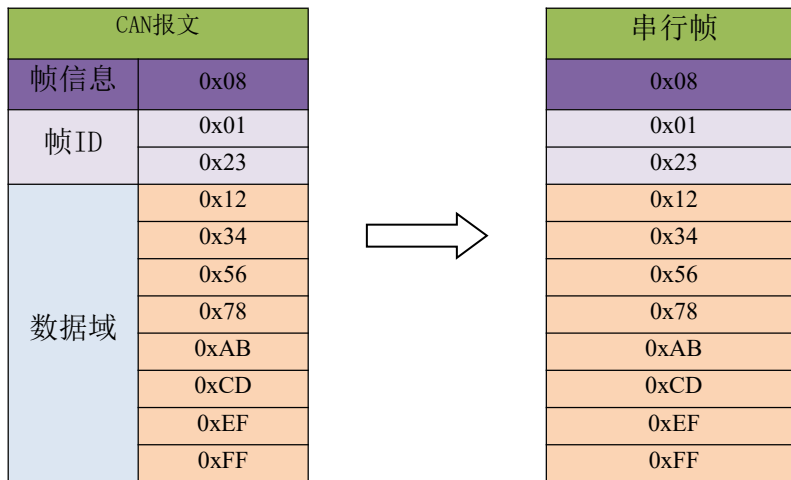 CAN报文 串行帧
帧信息 0x08 0x08
帧ID 0x01 0x01
0x23 0x23
数据域 0x12 0x12
0x34 0x34
0x56 0x56
0x78 0x78
0xAB 0xAB
0xCD 0xCD
0xEF 0xEF
0xFF 0xFF